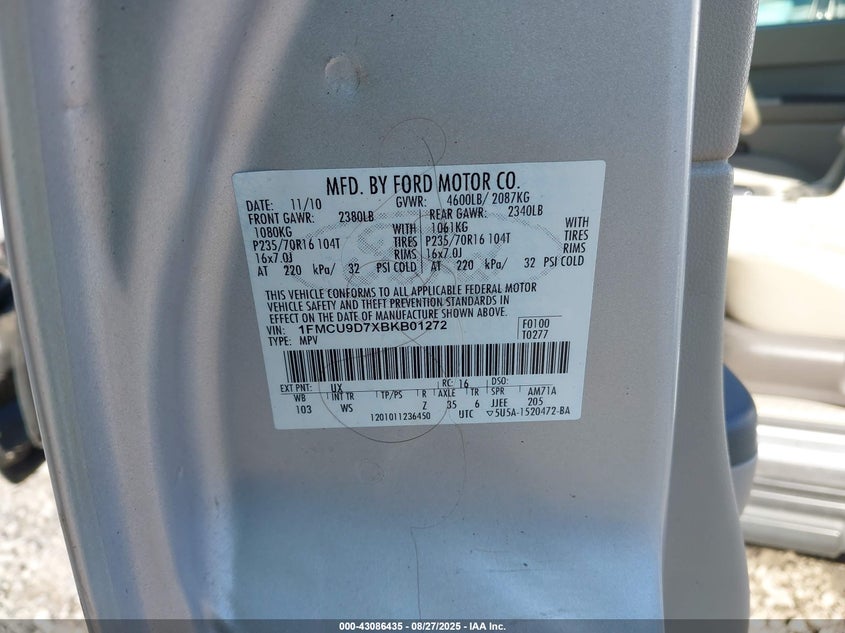 MFD. BY FORD MOTOR CO.
DATE: 11/10 GVWR: 4600LB/ 2087KG
FRONT GAWR: 2380LB REAR GAWR: 2340LB
1080KG WITH 1061KG WITH
P235/70R16 104T TIRES P235/70R16 104T TIRES
16x7.0J RIMS 16x7.0J RIMS
AT 220 kPa/ 32 PSI COLD AT 220 kPa/ 32 PSI COLD
THIS VEHICLE CONFORMS TO ALL APPLICABLE FEDERAL MOTOR
VEHICLE SAFETY AND THEFT PREVENTION STANDARDS IN
EFFECT ON THE DATE OF MANUFACTURE SHOWN ABOVE.
VIN: 1FMCU9D7XBKB01272 F0100
TYPE: MPV T0277
EXT PNT: UX RC: 16 DSO:
WB INT TR TP/PS R AXLE TR SPR AM71A
103 WS Z 35 6 JJEE 205
1201011236450 UTC ▽5U5A-1520472-BA
000-43086435 - 08/27/2025 - IAA Inc.